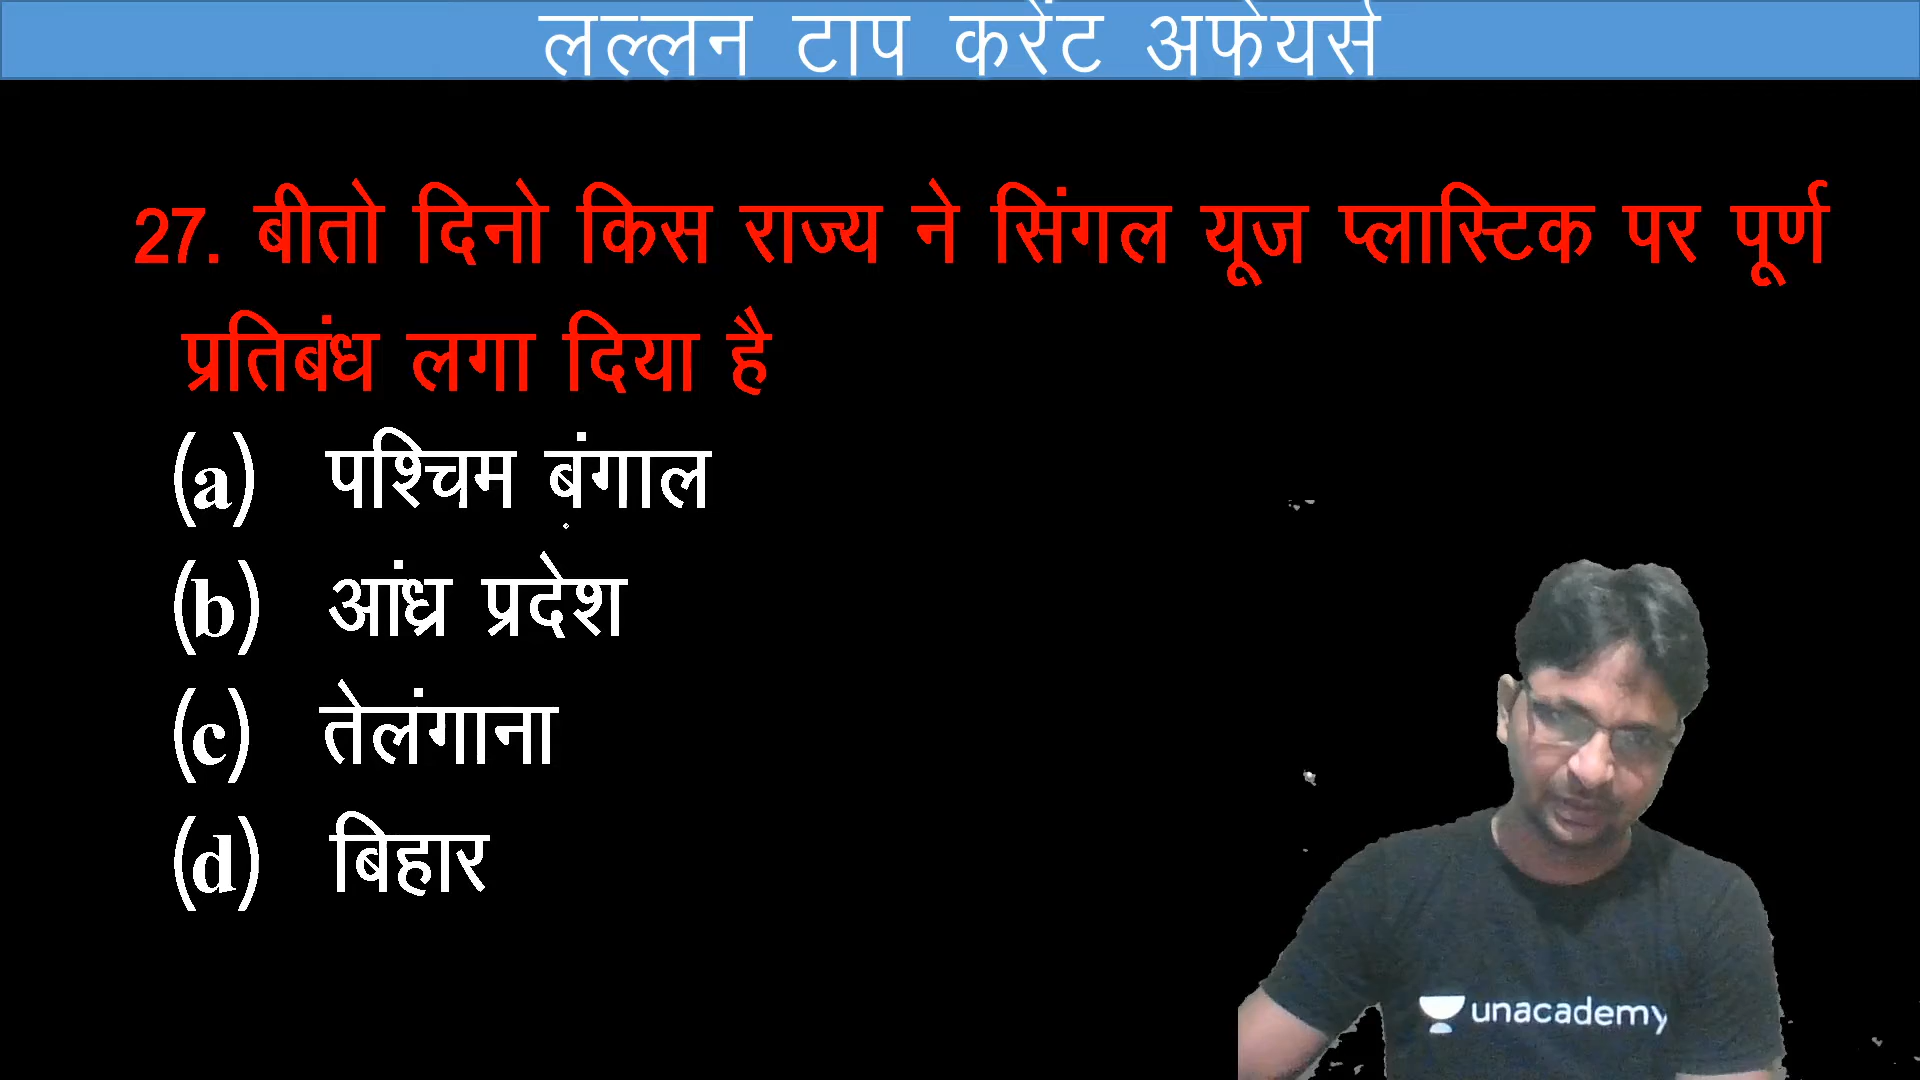 लल्लन टाप करेंट अफेयर्स
27. बीतो दिनो किस राज्य ने सिंगल यूज प्लास्टिक पर पूर्ण
प्रतिबंध लगा दिया है
(a) पश्चिम बंगाल
(b) आंध्र प्रदेश
(c) तेलंगाना
(d) बिहार
unacademy